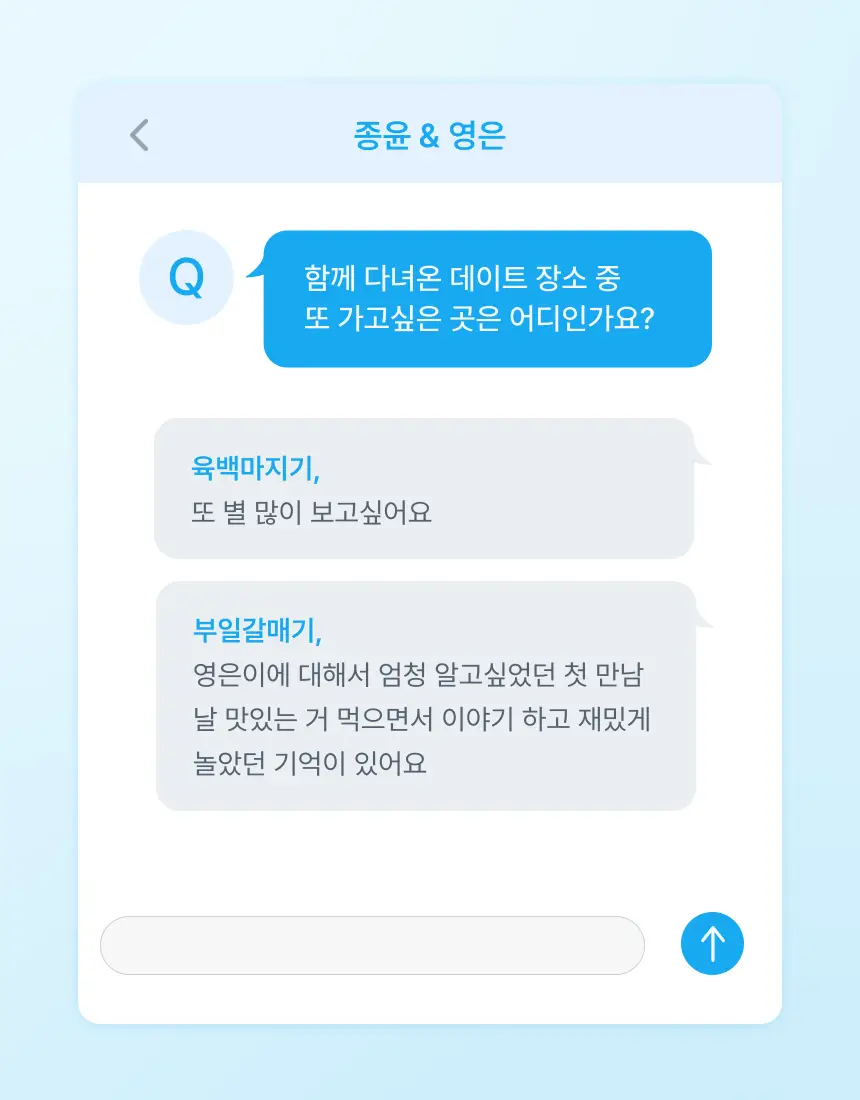 종윤 & 영은
Q
함께 다녀온 데이트 장소 중
또 가고싶은 곳은 어디인가요?
육백마지기,
또 별 많이 보고싶어요
부일갈매기,
영은이에 대해서 엄청 알고싶었던 첫 만남
날 맛있는 거 먹으면서 이야기 하고 재밌게
놀았던 기억이 있어요